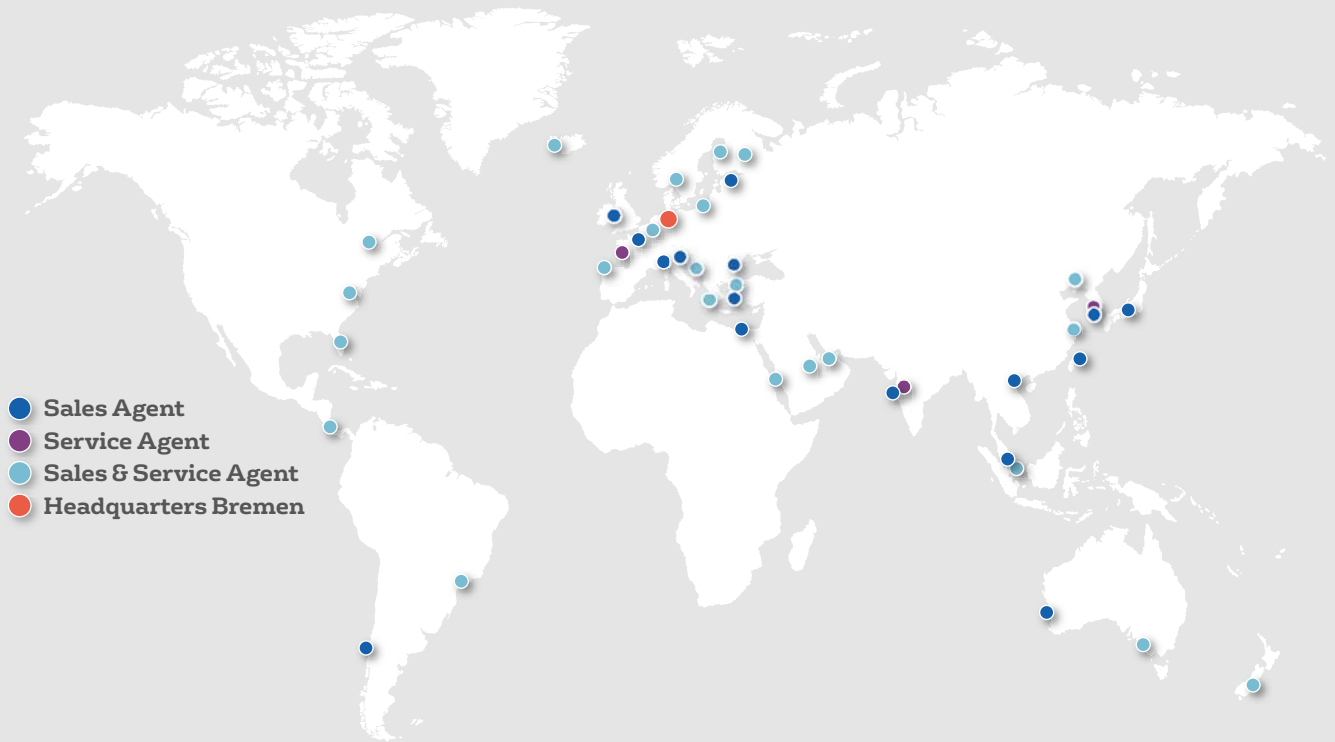 Sales Agent
Service Agent
Sales & Service Agent
Headquarters Bremen